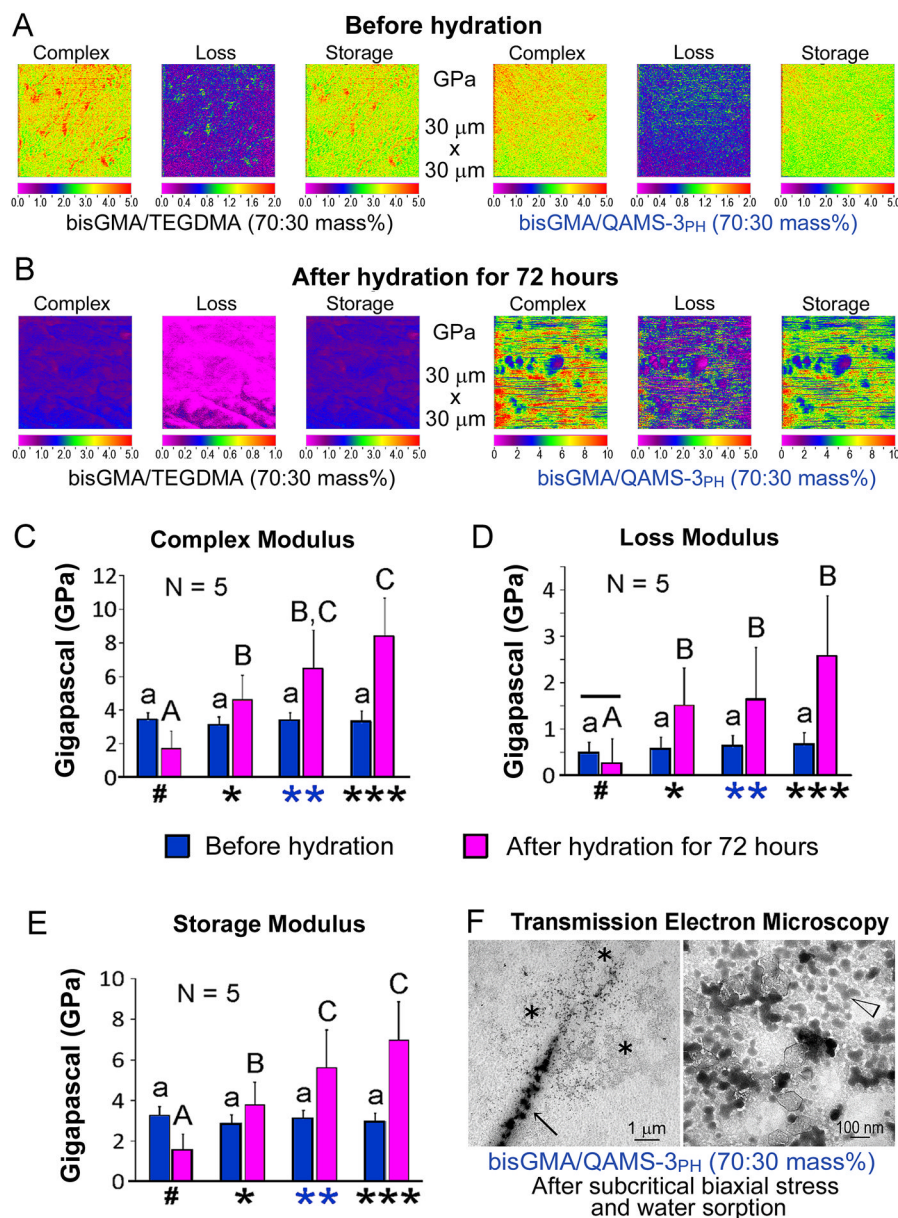 A
Before hydration
Complex Loss Storage Complex Loss Storage
GPa
30 µm
x
30 µm
0.0 1.0 2.0 3.0 4.0 5.0 0.0 0.4 0.8 1.2 1.6 2.0 0.0 1.0 2.0 3.0 4.0 5.0 0.0 1.0 2.0 3.0 4.0 5.0 0.0 0.4 0.8 1.2 1.6 2.0 0.0 1.0 2.0 3.0 4.0 5.0
bisGMA/TEGDMA (70:30 mass%) bisGMA/QAMS-3PH (70:30 mass%)
B
After hydration for 72 hours
Complex Loss Storage Complex Loss Storage
GPa
30 µm
x
30 µm
0.0 1.0 2.0 3.0 4.0 5.0 0.0 0.2 0.4 0.6 0.8 1 0.0 1.0 2.0 3.0 4.0 5.0 0 2 4 6 8 10 0 2 4 6 8 10 0 2 4 6 8 10
bisGMA/TEGDMA (70:30 mass%) bisGMA/QAMS-3PH (70:30 mass%)
C
Complex Modulus
Gigapascal (GPa)
12
10
8
6
4
2
0
N = 5
a A a B a B,C a C
# * ** ***
D
Loss Modulus
Gigapascal (GPa)
4
3
2
1
0
N = 5
a A a B a B a B
# * ** ***
Before hydration After hydration for 72 hours
E
Storage Modulus
Gigapascal (GPa)
10
8
6
4
2
0
N = 5
a A a B a C a C
# * ** ***
F
Transmission Electron Microscopy
* * *
1 µm 100 nm
bisGMA/QAMS-3PH (70:30 mass%)
After subcritical biaxial stress
and water sorption